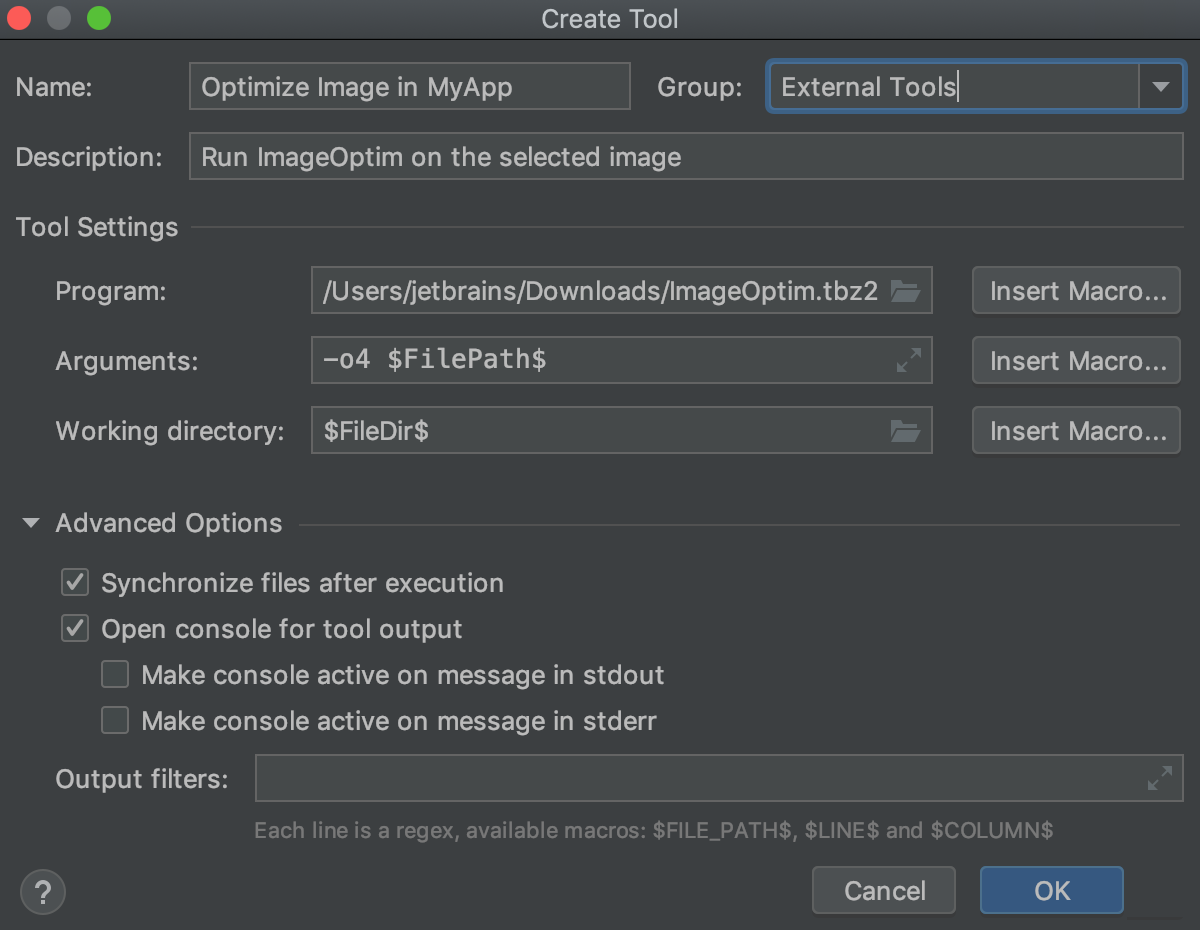 Create Tool
Name: Optimize Image in MyApp Group: External Tools
Description: Run ImageOptim on the selected image
Tool Settings
Program: /Users/jetbrains/Downloads/ImageOptim.tbz2 Insert Macro...
Arguments: –o4 $FilePath$ Insert Macro...
Working directory: $FileDir$ Insert Macro...
Advanced Options
Synchronize files after execution
Open console for tool output
Make console active on message in stdout
Make console active on message in stderr
Output filters:
Each line is a regex, available macros: $FILE_PATH$, $LINE$ and $COLUMN$
? Cancel OK